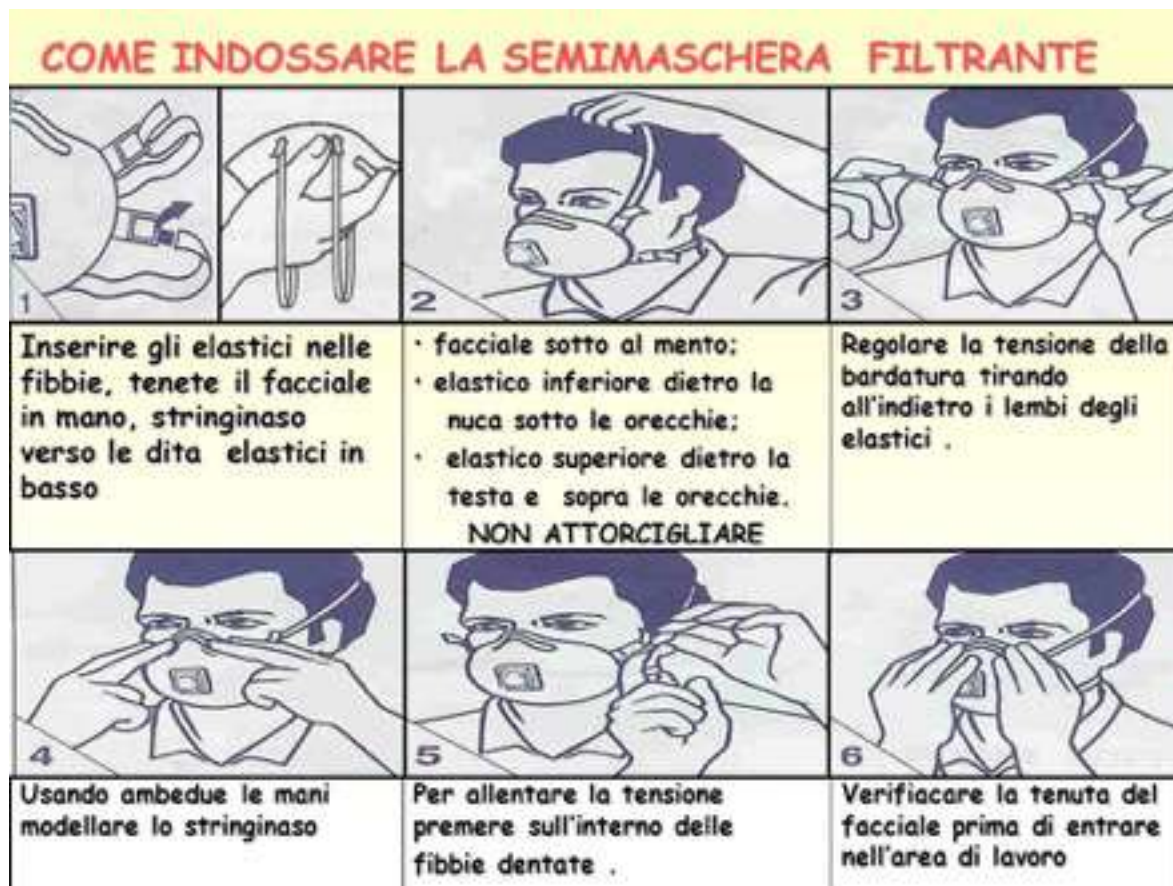 COME INDOSSARE LA SEMIMASCHERA FILTRANTE
1
Inserire gli elastici nelle
fibbie, tenete il facciale
in mano, stringinaso
verso le dita elastici in
basso
2
· facciale sotto al mento;
· elastico inferiore dietro la
nuca sotto le orecchie;
· elastico superiore dietro la
testa e sopra le orecchie.
NON ATTORCIGLIARE
3
Regolare la tensione della
bardatura tirando
all'indietro i lembi degli
elastici .
4
Usando ambedue le mani
modellare lo stringinaso
5
Per allentare la tensione
premere sull'interno delle
fibbie dentate .
6
Verifiacare la tenuta del
facciale prima di entrare
nell'area di lavoro